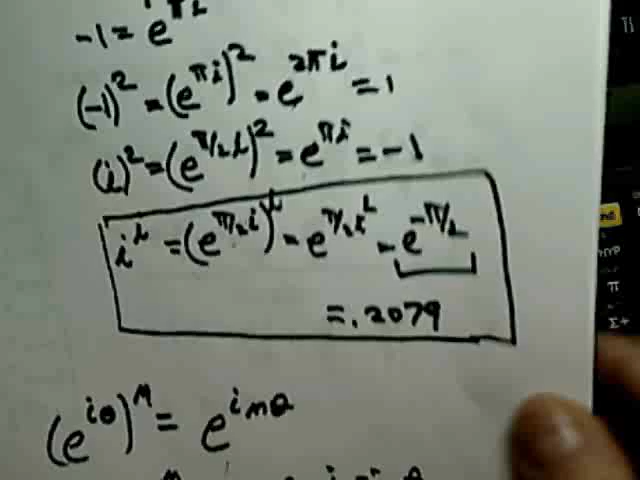 -1 = e^πi
(-1)^2 = (e^πi)^2 = e^2πi = 1
(i)^2 = (e^π/2 i)^2 = e^πi = -1
i^i = (e^π/2 i)^i = e^π/2 i^2 = e^-π/2
= .2079
(e^iθ)^n = e^inθ
π
Σ+